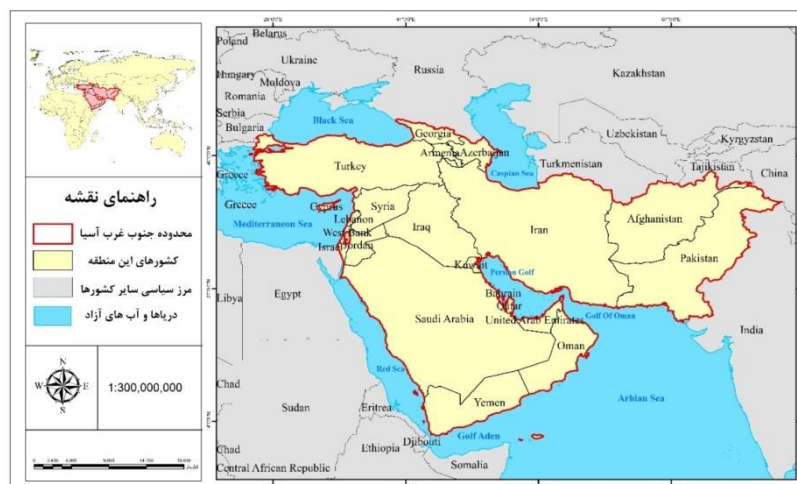 راهنمای نقشه
محدوده جنوب غرب آسیا
کشورهای این منطقه
مرز سیاسی سایر کشورها
دریاها و آب های آزاد
N
W
E
S
1:300,000,000
Belarus
Poland
Ukraine
Russia
Kazakhstan
Hungary
Moldova
Romania
Serbia
Bulgaria
Black Sea
Georgia
Uzbekistan
Kyrgyzstan
Armenia
Azerbaijan
Turkmenistan
Tajikistan
China
Caspian Sea
Greece
Turkey
Greece
Cyprus
Syria
Lebanon
Mediterranean Sea
West Bank
Israel
Jordan
Iraq
Iran
Afghanistan
Pakistan
Kuwait
Persian Golf
Libya
Egypt
Bahrain
Qatar
Saudi Arabia
United Arab Emirates
Golf Of Oman
India
Oman
Red Sea
Chad
Yemen
Arbian Sea
Sudan
Eritrea
Golf Aden
Djibouti
Chad
Ethiopia
Central African Republic
Somalia